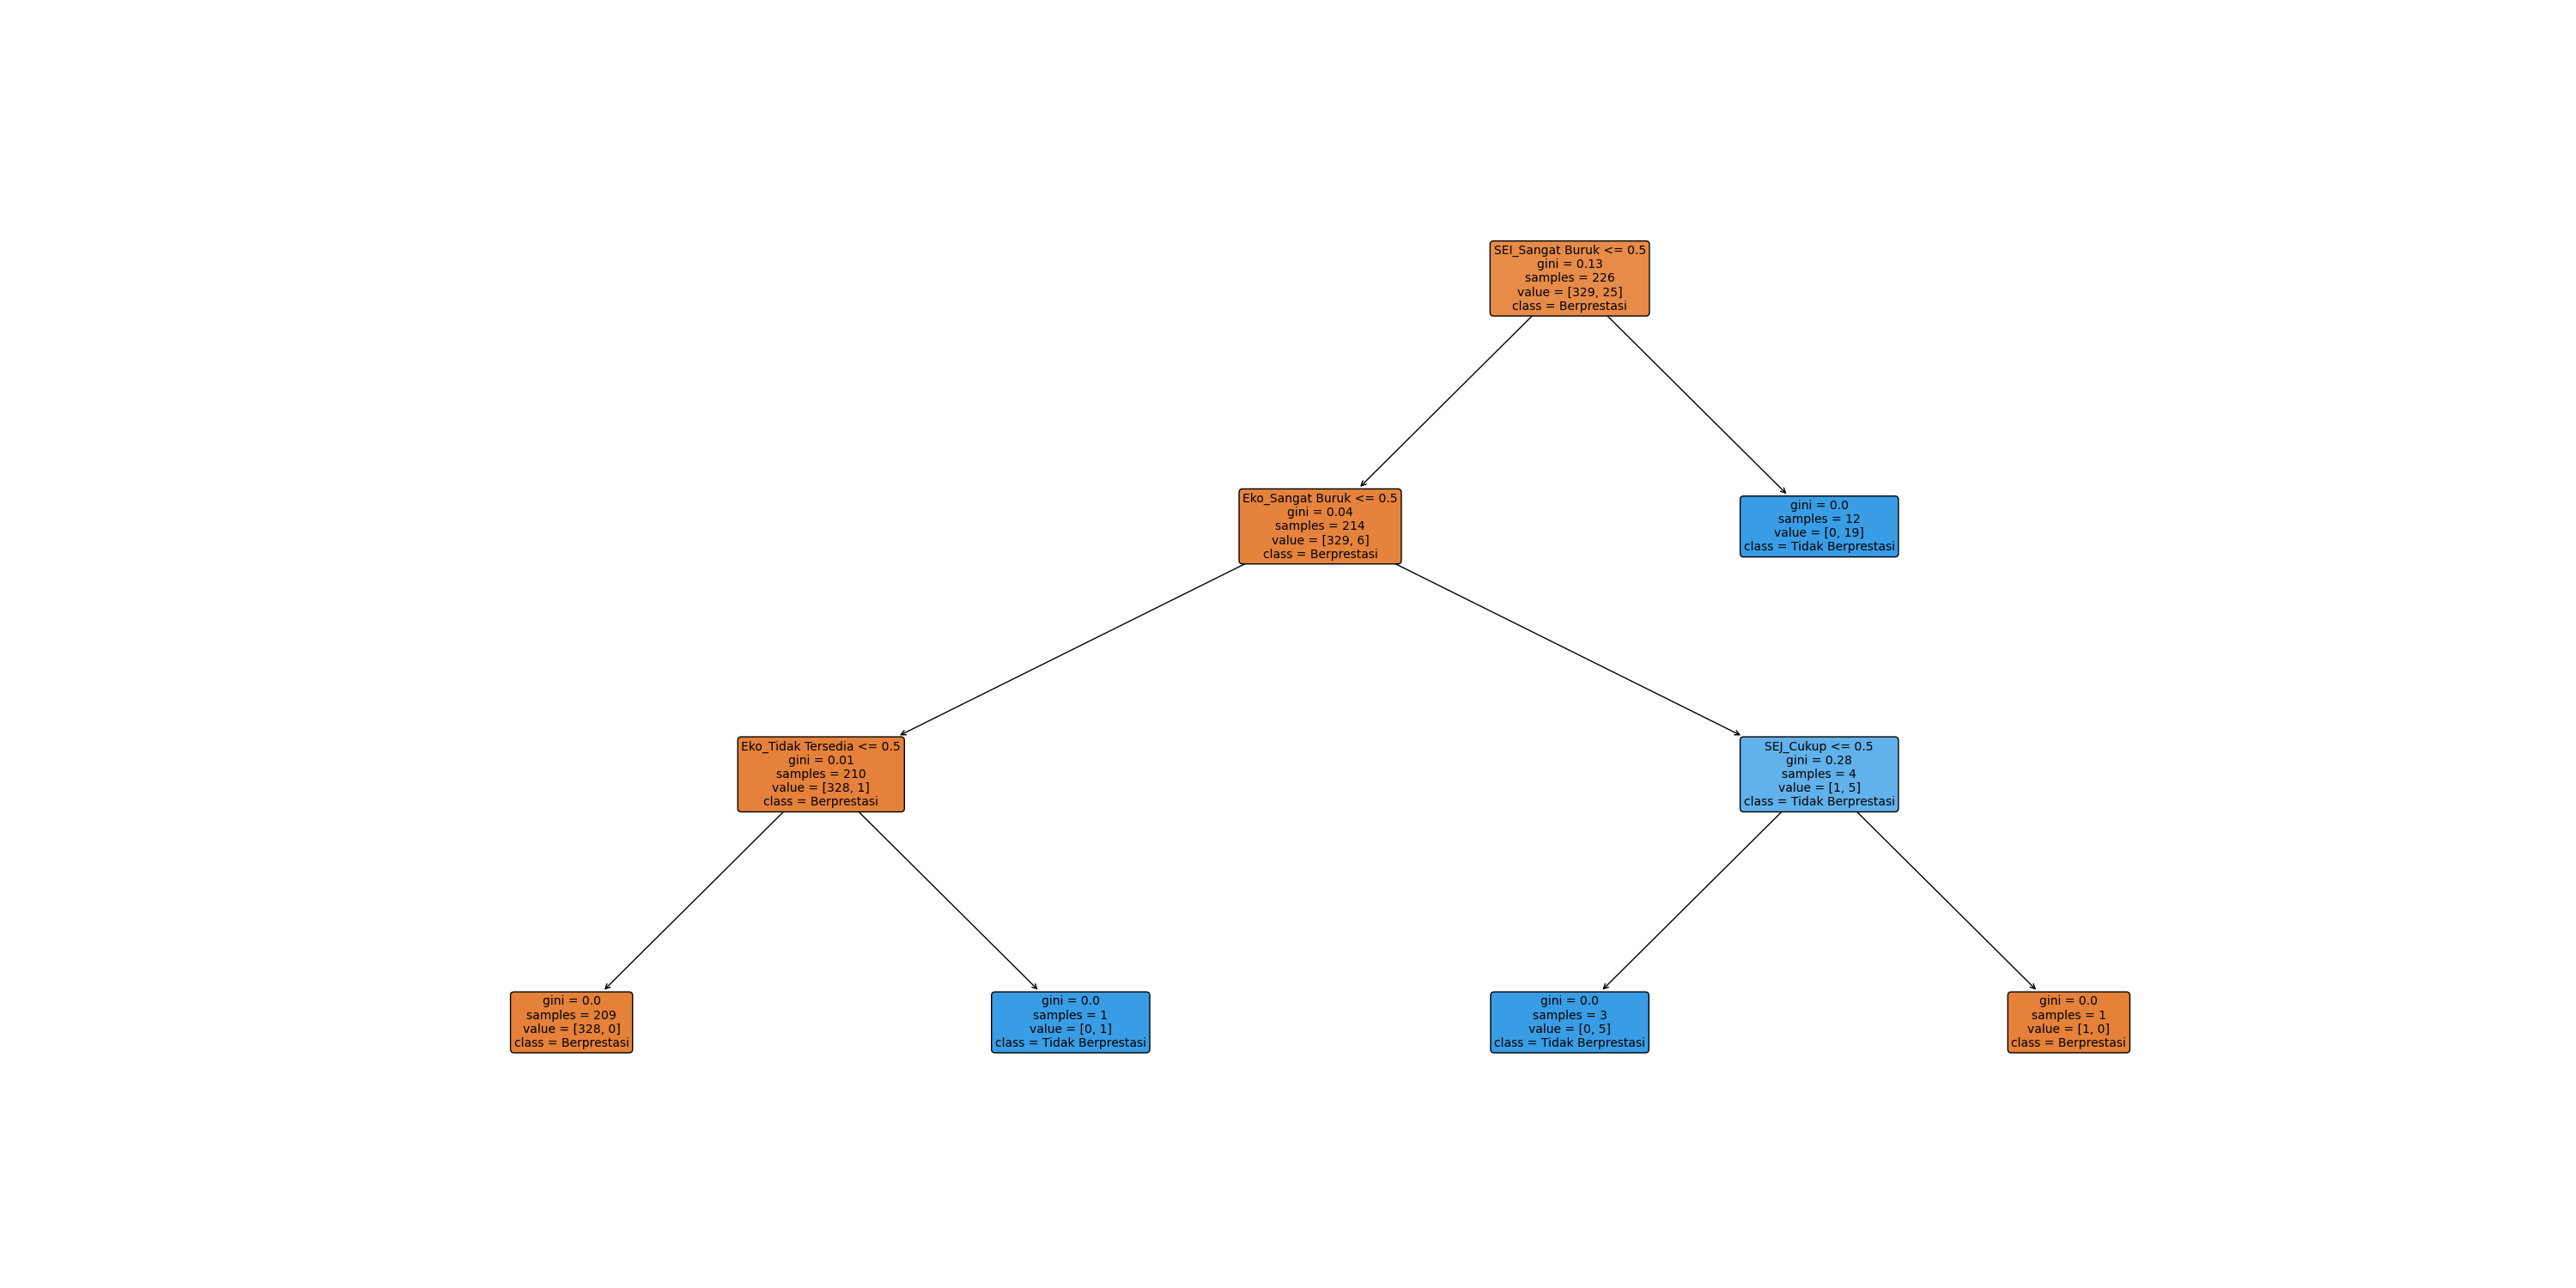 SEI_Sangat Buruk <= 0.5
gini = 0.13
samples = 226
value = [329, 25]
class = Berprestasi
Eko_Sangat Buruk <= 0.5
gini = 0.04
samples = 214
value = [329, 6]
class = Berprestasi
gini = 0.0
samples = 12
value = [0, 19]
class = Tidak Berprestasi
Eko_Tidak Tersedia <= 0.5
gini = 0.01
samples = 210
value = [328, 1]
class = Berprestasi
SEJ_Cukup <= 0.5
gini = 0.28
samples = 4
value = [1, 5]
class = Tidak Berprestasi
gini = 0.0
samples = 209
value = [328, 0]
class = Berprestasi
gini = 0.0
samples = 1
value = [0, 1]
class = Tidak Berprestasi
gini = 0.0
samples = 3
value = [0, 5]
class = Tidak Berprestasi
gini = 0.0
samples = 1
value = [1, 0]
class = Berprestasi